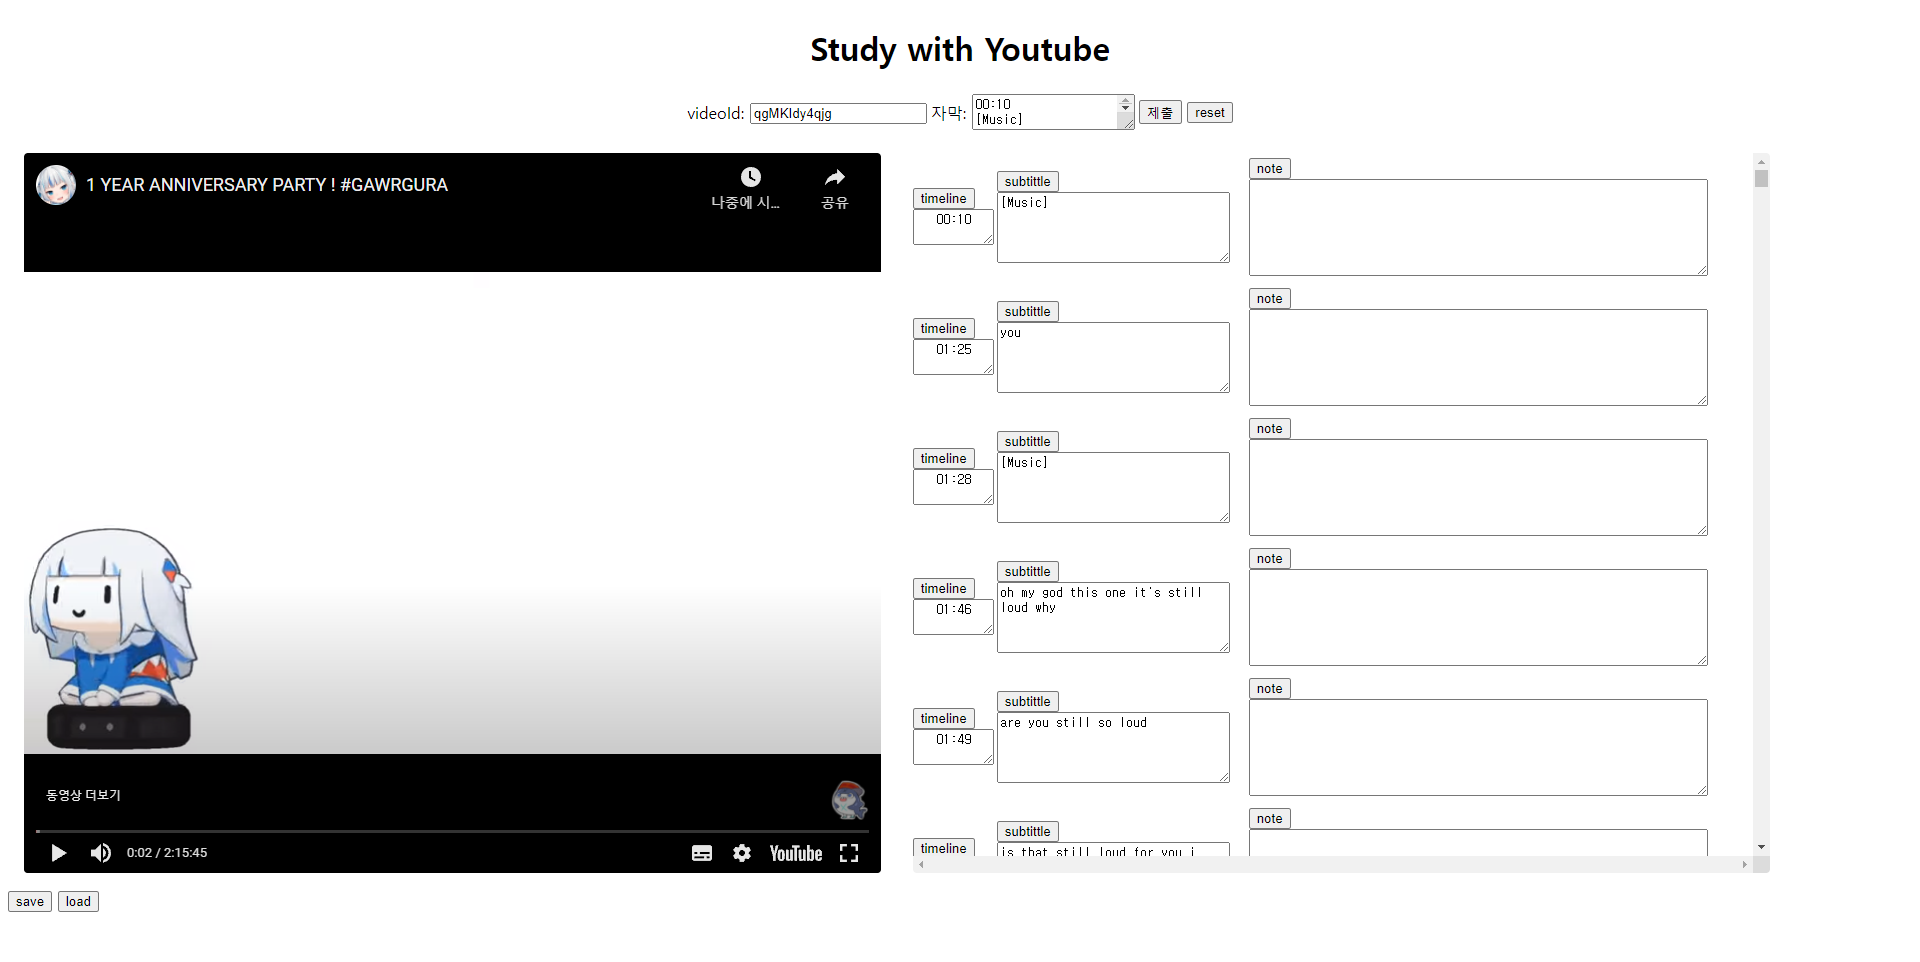 Study with Youtube
videoId: qgMKIdy4qjg 자막: 00:10
[Music]
제출 reset
1 YEAR ANNIVERSARY PARTY ! #GAWRGURA
나중에 시...
공유
동영상 더보기
0:02 / 2:15:45
YouTube
timeline
00:10
subtittle
[Music]
note
timeline
01:25
subtittle
you
note
timeline
01:28
subtittle
[Music]
note
timeline
01:46
subtittle
oh my god this one it's still
loud why
note
timeline
01:49
subtittle
are you still so loud
note
timeline
subtittle
is that still loud for you i
note
save load